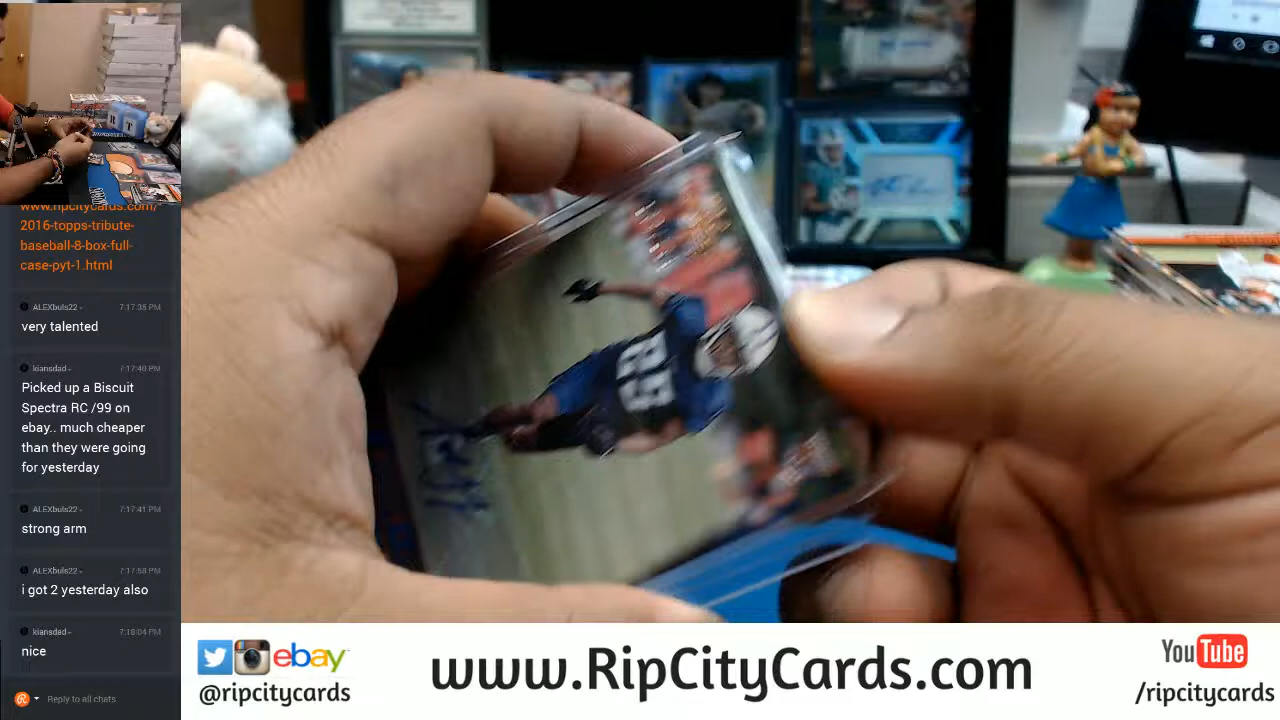 www.ripcitycards.com/
2016-topps-tribute-
baseball-8-box-full-
case-pyt-1.html
ALEXbuls22 7:17:35 PM
very talented
kiansdad 7:17:40 PM
Picked up a Biscuit
Spectra RC /99 on
ebay.. much cheaper
than they were going
for yesterday
ALEXbuls22 7:17:41 PM
strong arm
ALEXbuls22 7:17:58 PM
i got 2 yesterday also
kiansdad 7:18:04 PM
nice
Reply to all chats
ebay
@ripcitycards
www.RipCityCards.com
YouTube
/ripcitycards